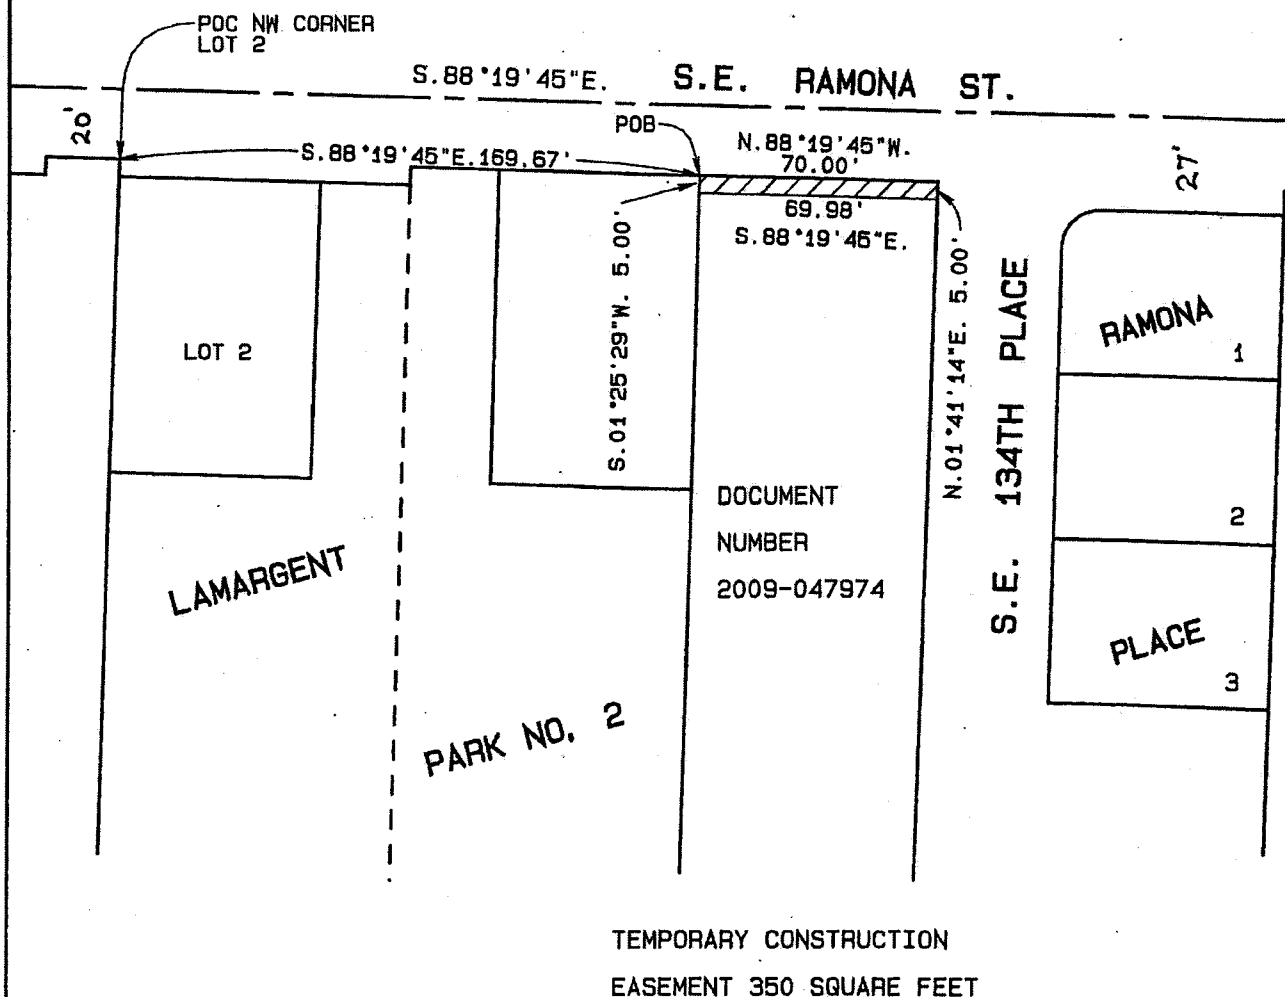 POC NW CORNER
LOT 2
S.88°19'45"E.
S.E. RAMONA ST.
20'
POB
S.88°19'45"E.169.67'
N.88°19'45"W.
70.00'
27'
69.98'
S.88°19'45"E.
S.01°25'29"W. 5.00'
N.01°41'14"E. 5.00'
S.E. 134TH PLACE
LOT 2
RAMONA
1
DOCUMENT
NUMBER
2009-047974
2
LAMARGENT
PLACE
3
PARK NO. 2
TEMPORARY CONSTRUCTION
EASEMENT 350 SQUARE FEET